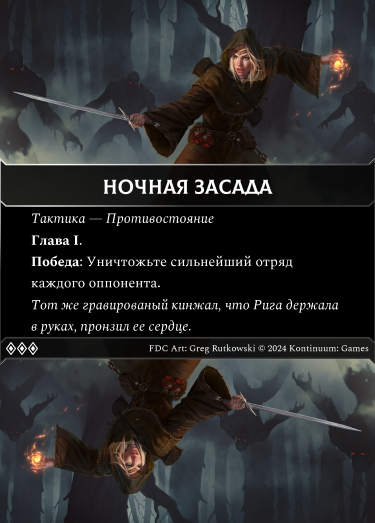 НОЧНАЯ ЗАСАДА
Тактика — Противостояние
Глава I.
Победа: Уничтожьте сильнейший отряд
каждого оппонента.
Тот же гравированый кинжал, что Рига держала
в руках, пронзил ее сердце.
FDC Art: Greg Rutkowski © 2024 Kontinuum: Games